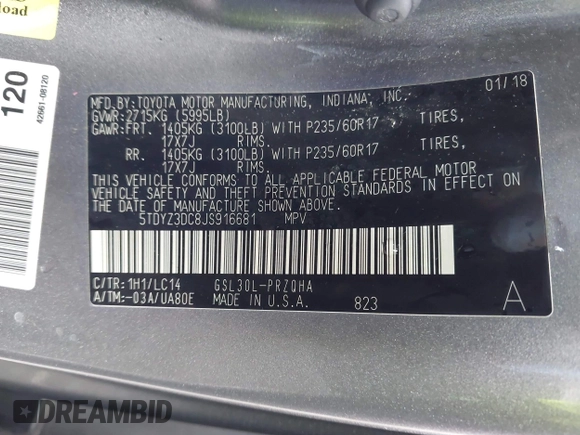 oad
120
42661-08120
MFD. BY: TOYOTA MOTOR MANUFACTURING, INDIANA, INC. 01/18
GVWR: 2715KG (5995LB)
GAWR: FRT. 1405KG (3100LB) WITH P235/60R17 TIRES,
17X7J RIMS.
RR. 1405KG (3100LB) WITH P235/60R17 TIRES,
17X7J RIMS.
THIS VEHICLE CONFORMS TO ALL APPLICABLE FEDERAL MOTOR
VEHICLE SAFETY AND THEFT PREVENTION STANDARDS IN EFFECT ON
THE DATE OF MANUFACTURE SHOWN ABOVE.
5TDYZ3DC8JS916681 MPV
C/TR: 1H1/LC14 GSL30L-PRZQHA
A/TM: -03A/UA80E MADE IN U.S.A. 823 A
DREAMBID